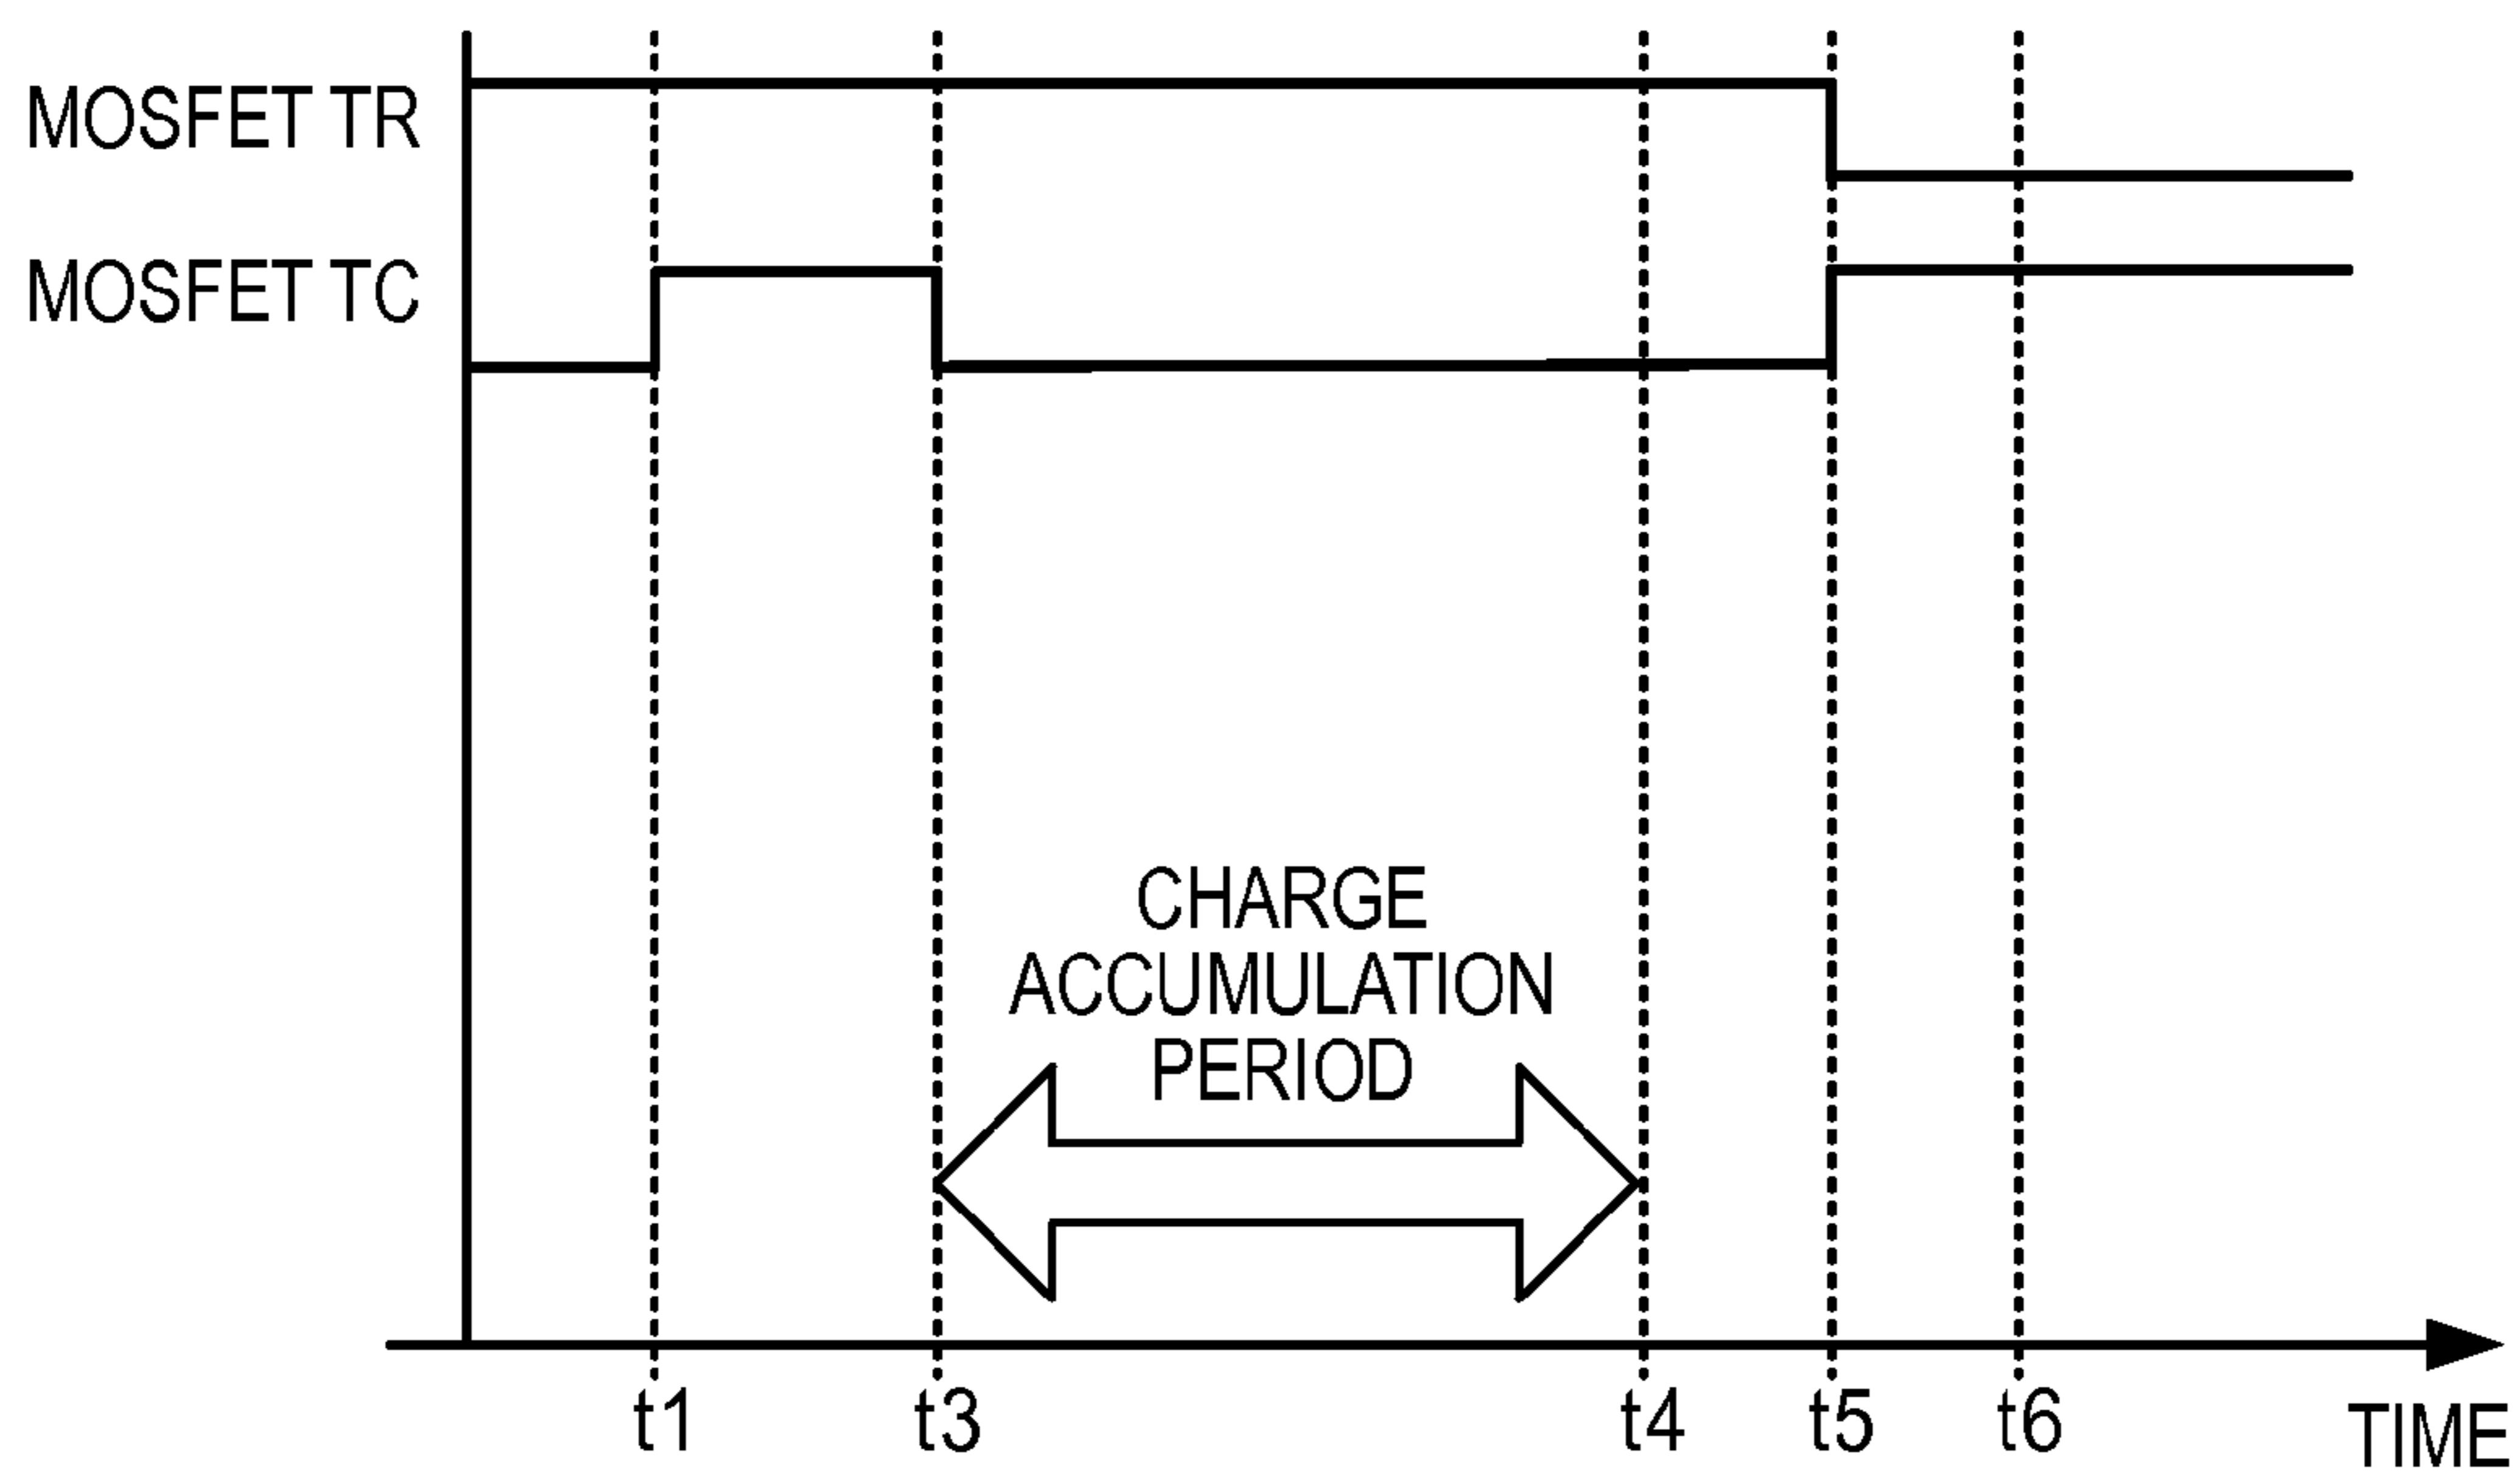 MOSFET TR
MOSFET TC
CHARGE
ACCUMULATION
PERIOD
t1 t3 t4 t5 t6
TIME